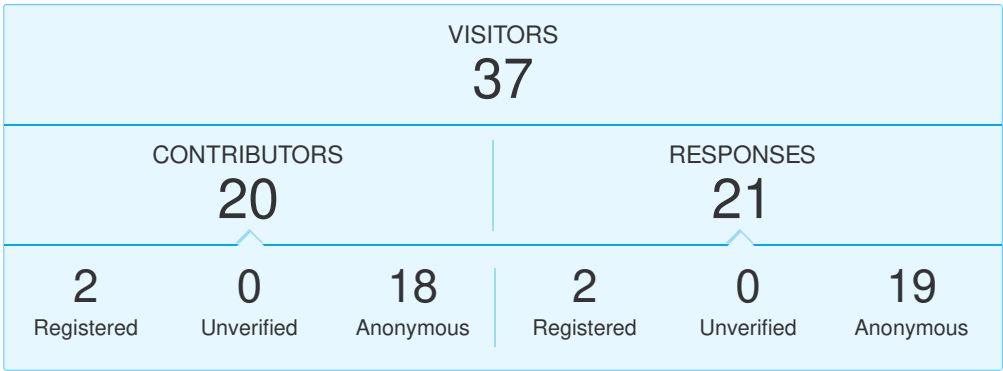 VISITORS
37
CONTRIBUTORS RESPONSES
20 21
2 0 18 2 0 19
Registered Unverified Anonymous Registered Unverified Anonymous